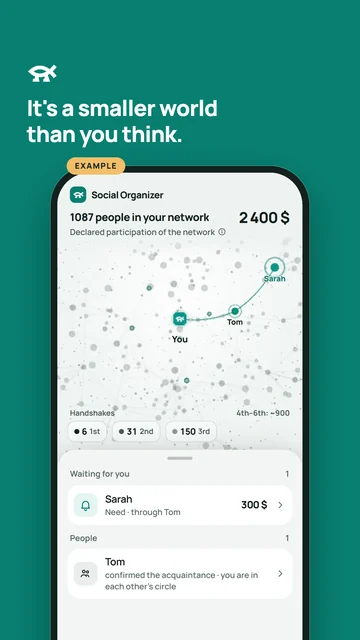 It's a smaller world
than you think.
EXAMPLE
Social Organizer
1087 people in your network 2 400 $
Declared participation of the network ⓘ
Sarah
Tom
You
Handshakes 4th-6th: ~900
6 1st 31 2nd 150 3rd
Waiting for you 1
Sarah
Need · through Tom 300 $
People 1
Tom
confirmed the acquaintance · you are in
each other's circle